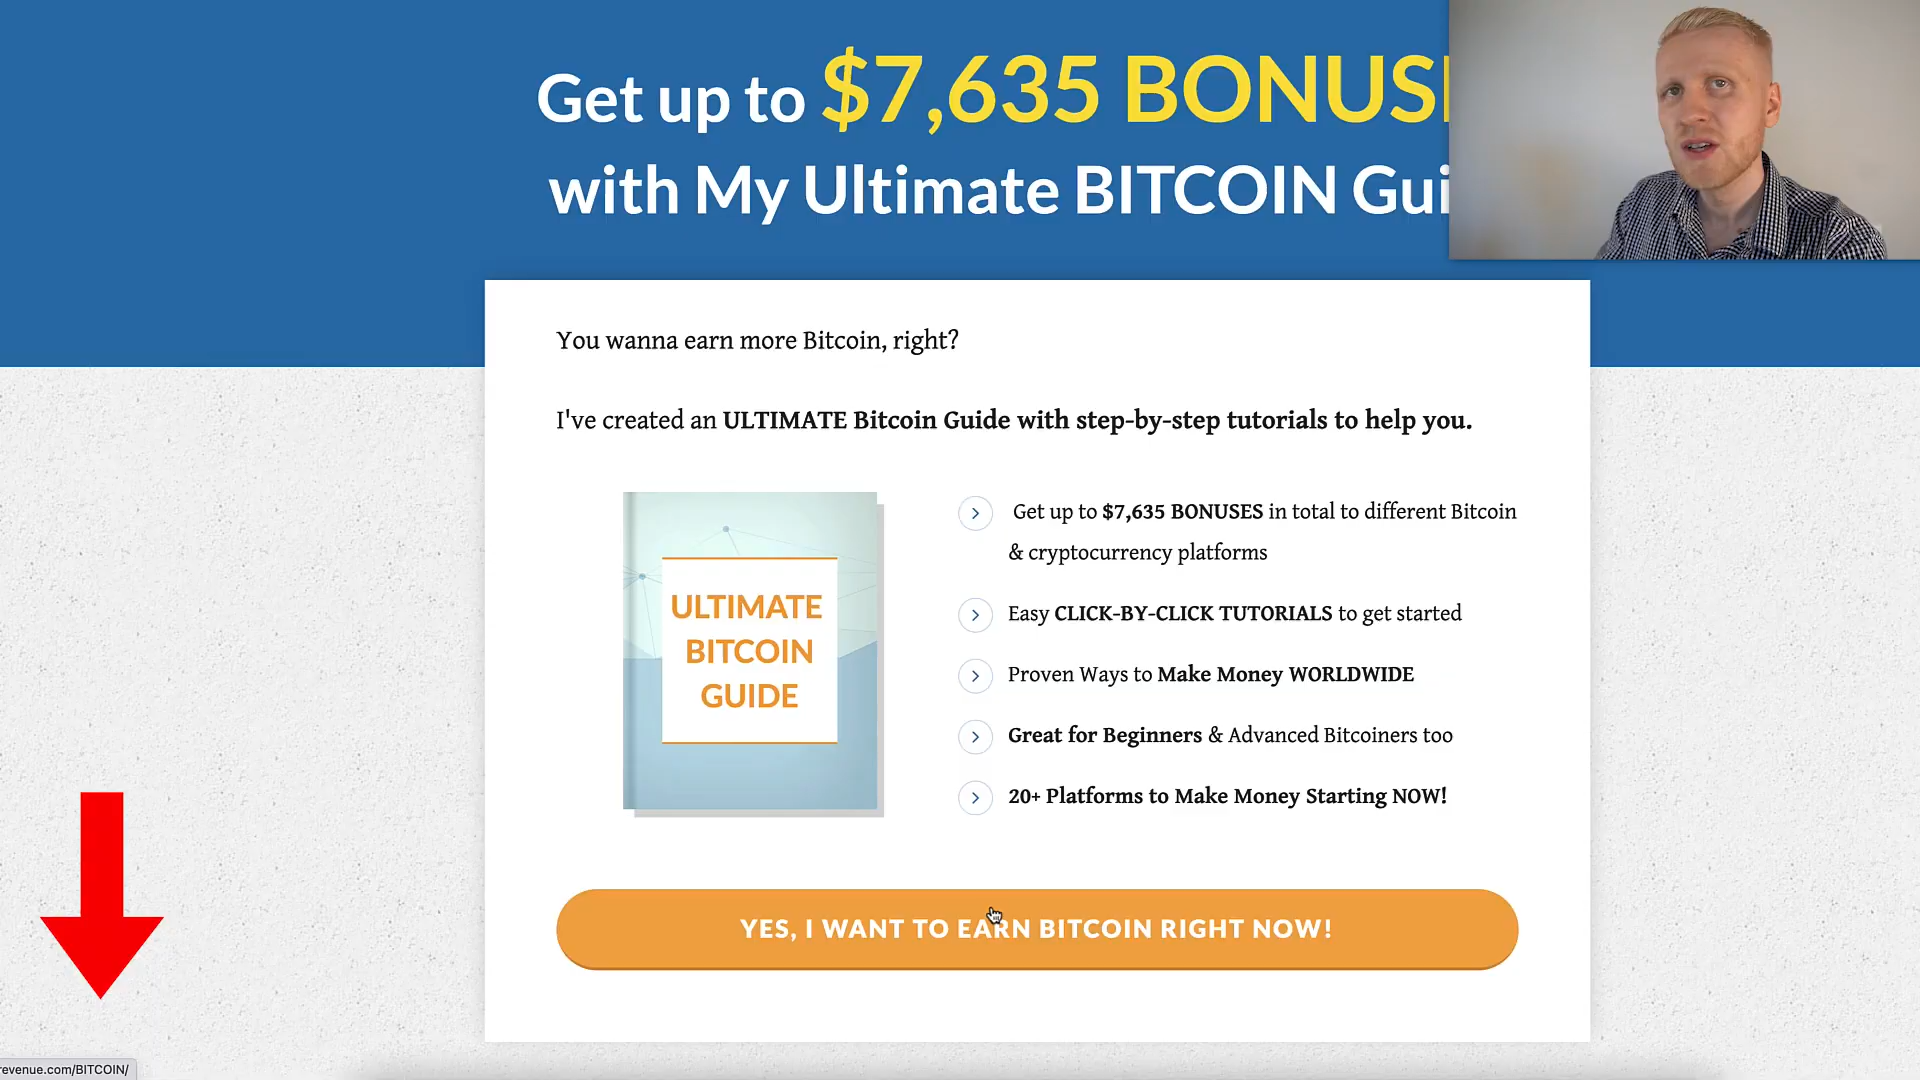 Get up to $7,635 BONUS
with My Ultimate BITCOIN Gui
You wanna earn more Bitcoin, right?
I've created an ULTIMATE Bitcoin Guide with step-by-step tutorials to help you.
ULTIMATE
BITCOIN
GUIDE
Get up to $7,635 BONUSES in total to different Bitcoin
& cryptocurrency platforms
Easy CLICK-BY-CLICK TUTORIALS to get started
Proven Ways to Make Money WORLDWIDE
Great for Beginners & Advanced Bitcoiners too
20+ Platforms to Make Money Starting NOW!
YES, I WANT TO EARN BITCOIN RIGHT NOW!
revenue.com/BITCOIN/